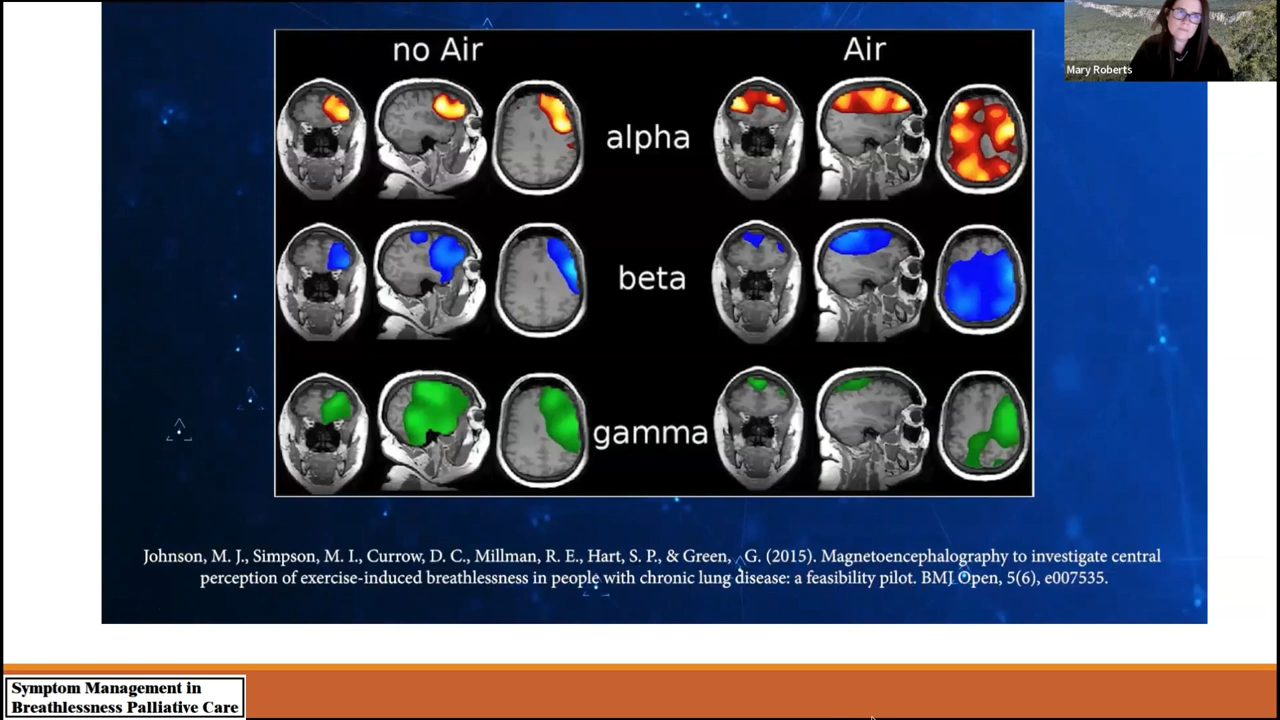 no Air
Air
Mary Roberts
alpha
beta
gamma
Johnson, M. J., Simpson, M. I., Currow, D. C., Millman, R. E., Hart, S. P., & Green, G. (2015). Magnetoencephalography to investigate central
perception of exercise-induced breathlessness in people with chronic lung disease: a feasibility pilot. BMJ Open, 5(6), e007535.
Symptom Management in
Breathlessness Palliative Care